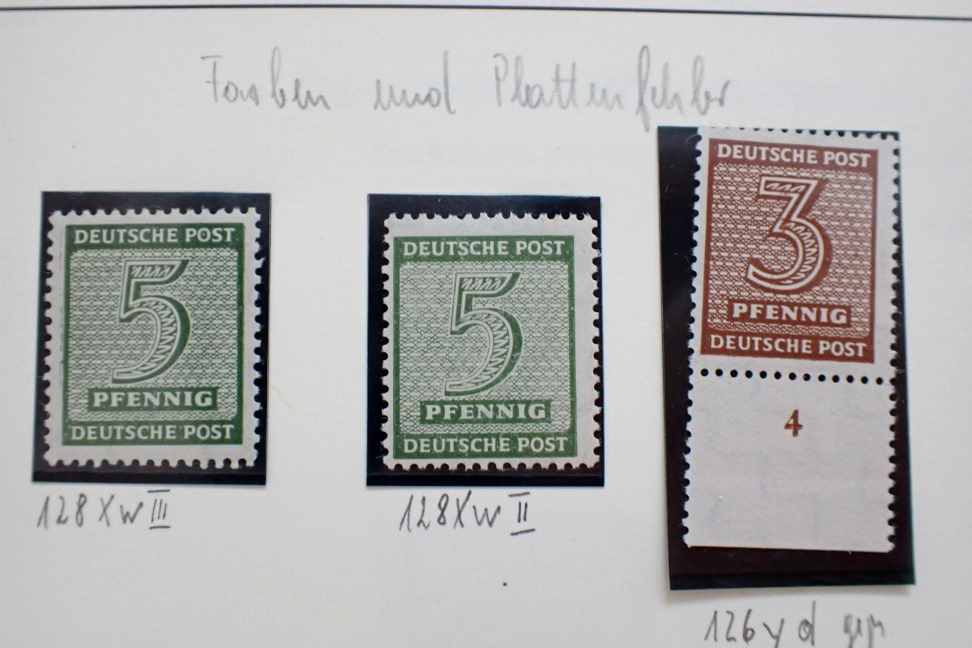 Farben und Plattenfehler
DEUTSCHE POST
5
PFENNIG
DEUTSCHE POST
128 X w III
DEUTSCHE POST
5
PFENNIG
DEUTSCHE POST
128 X w II
DEUTSCHE POST
3
PFENNIG
DEUTSCHE POST
4
126 y d gepr